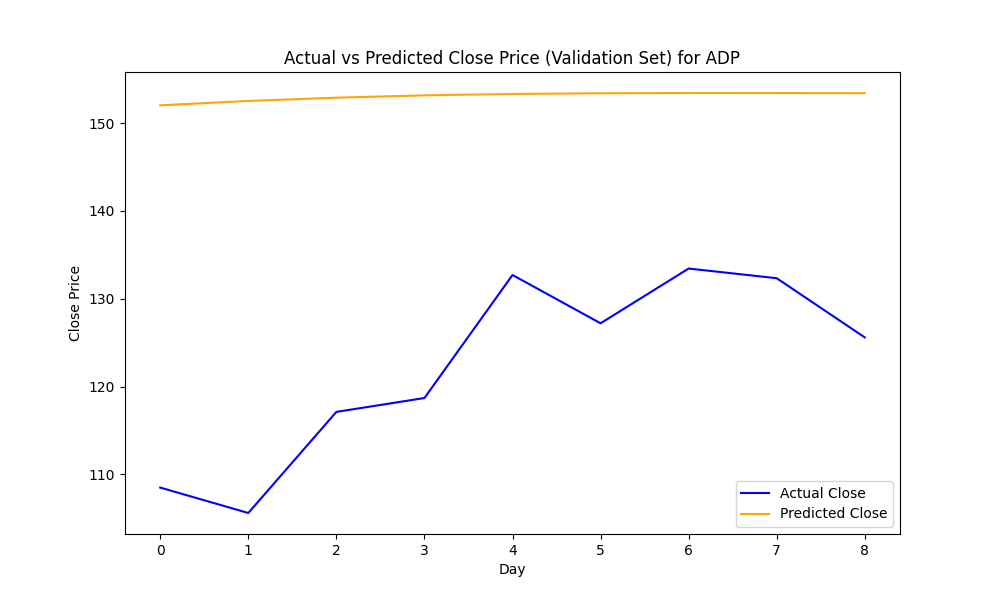 Actual vs Predicted Close Price (Validation Set) for ADP
150
140
130
120
110
Close Price
0 1 2 3 4 5 6 7 8
Day
Actual Close
Predicted Close